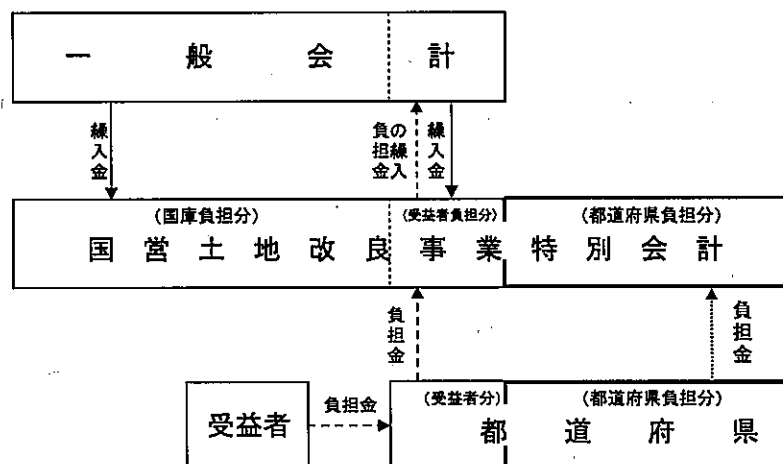 一般会計
繰入金
負担金の繰入
繰入金
(国庫負担分)
(受益者負担分)
(都道府県負担分)
国営土地改良事業特別会計
負担金
負担金
受益者
負担金
(受益者分)
(都道府県負担分)
都道府県